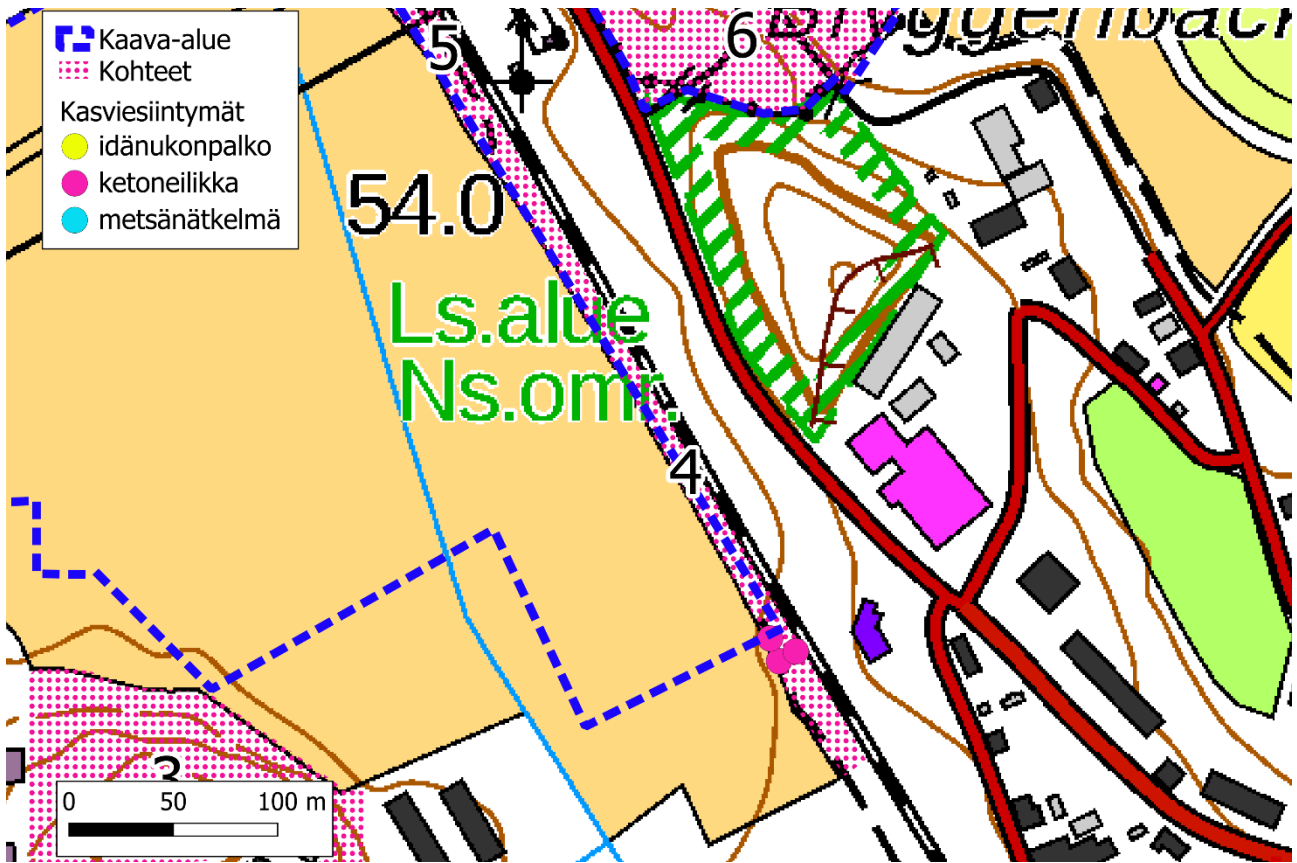 Kaava-alue
Kohteet
Kasviesiintymät
idänukonpalko
ketoneilikka
metsänätkelmä
5
6
54.0
Ls.alue
Ns.omr.
4
3
0 50 100 m